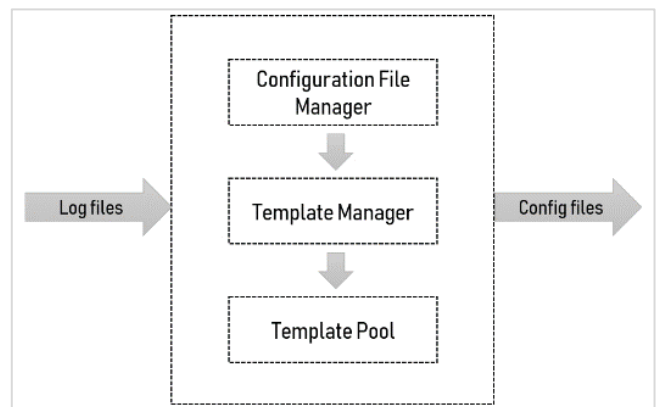 Configuration File
Manager
Log files
Template Manager
Config files
Template Pool